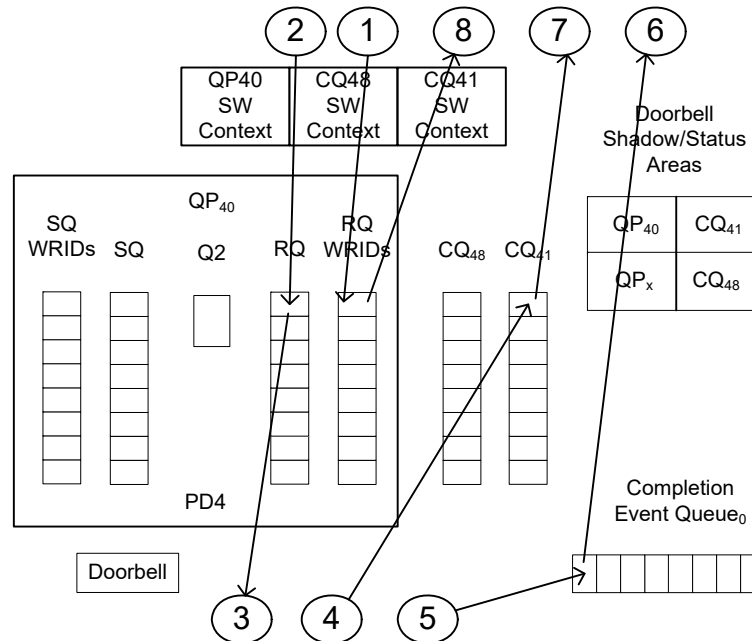 2 1 8 7 6
QP40 CQ48 CQ41
SW SW SW
Context Context Context
Doorbell
Shadow/Status
Areas
QP40
SQ
WRIDs
SQ
Q2
RQ
RQ
WRIDs
CQ48
CQ41
QP40 CQ41
QPx CQ48
PD4
Completion
Event Queue0
Doorbell
3 4 5